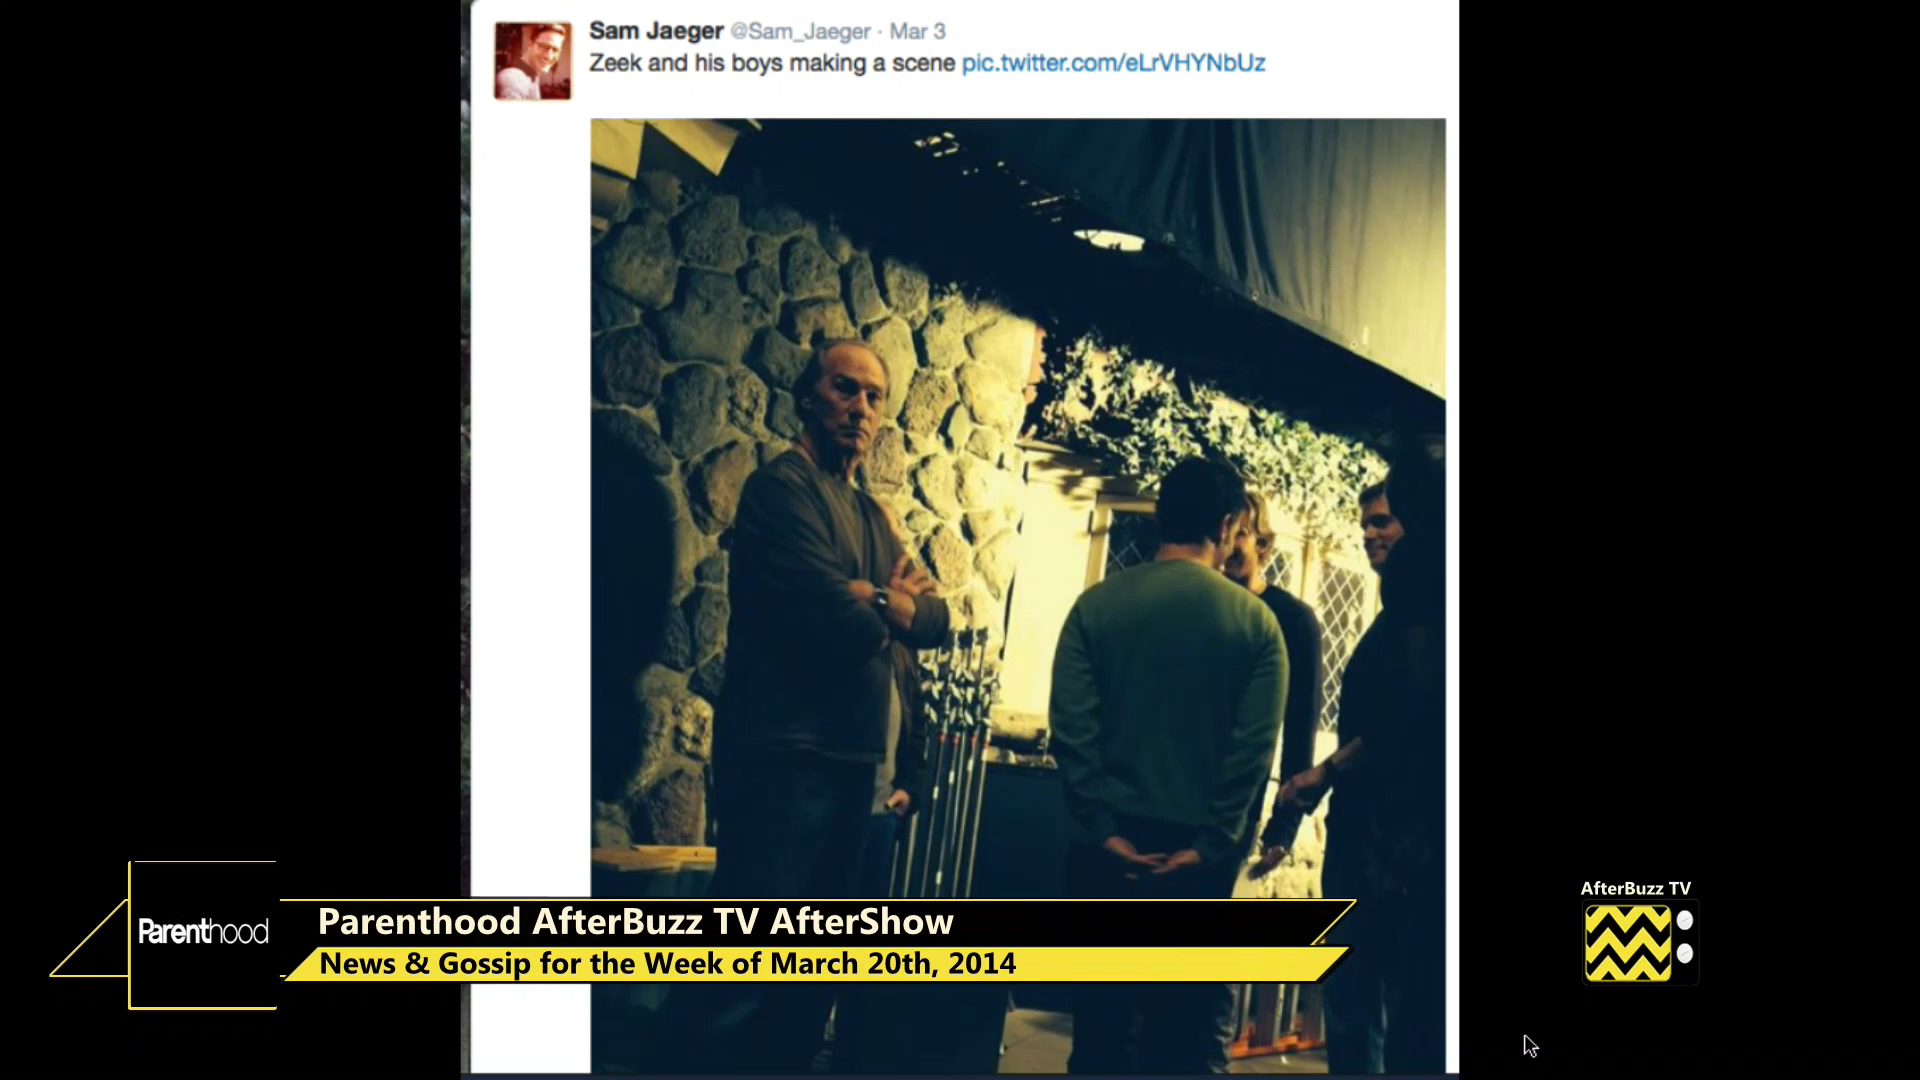 Sam Jaeger @Sam_Jaeger · Mar 3
Zeek and his boys making a scene pic.twitter.com/eLrVHYNbUz
AfterBuzz TV
Parenthood
Parenthood AfterBuzz TV AfterShow
News & Gossip for the Week of March 20th, 2014